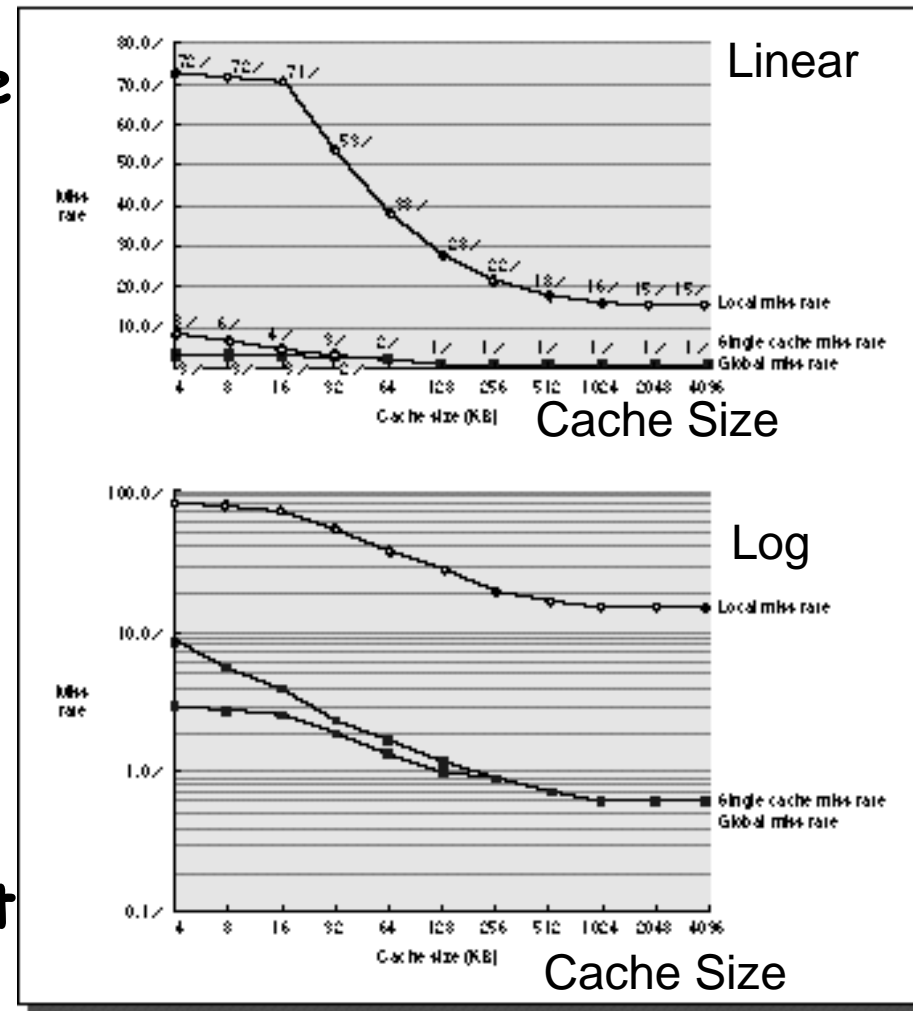 e
Linear
80.0/
72/ 72/ 71/
70.0/
60.0/
50.0/
40.0/
30.0/
22/
20.0/
18/ 16/ 15/ 15/
Local miss rate
10.0/
6/ 4/ 2/ 1/ 1/ 1/ 1/ 1/ 1/
Single cache miss rate
Global miss rate
Miss
rate
4 8 16 32 64 128 256 512 1024 2048 4096
Cache size (KB)
Cache Size
Log
100.0/
Local miss rate
10.0/
Miss
rate
1.0/
Single cache miss rate
Global miss rate
t
0.1/
4 8 16 32 64 128 256 512 1024 2048 4096
Cache size (KB)
Cache Size